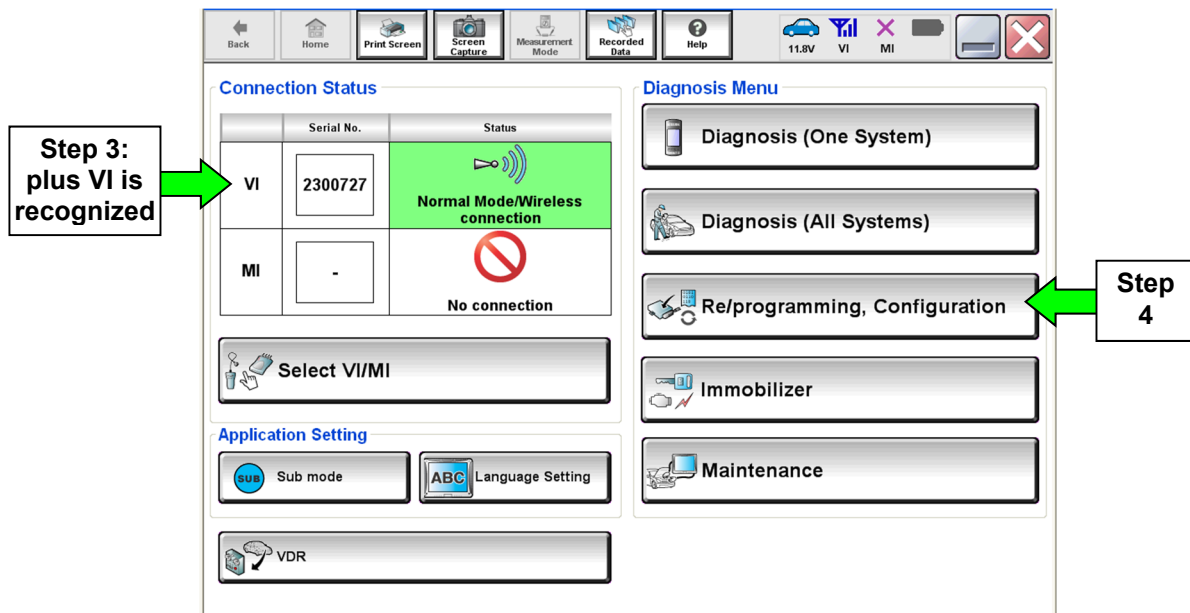 Back
Home
Print Screen
Screen
Capture
Measurement
Mode
Recorded
Data
Help
11.8V
VI
MI
Connection Status
Serial No.
Status
VI
2300727
Normal Mode/Wireless
connection
MI
-
No connection
Select VI/MI
Application Setting
SUB
Sub mode
ABC
Language Setting
VDR
Diagnosis Menu
Diagnosis (One System)
Diagnosis (All Systems)
Re/programming, Configuration
Immobilizer
Maintenance
Step 3:
plus VI is
recognized
Step
4